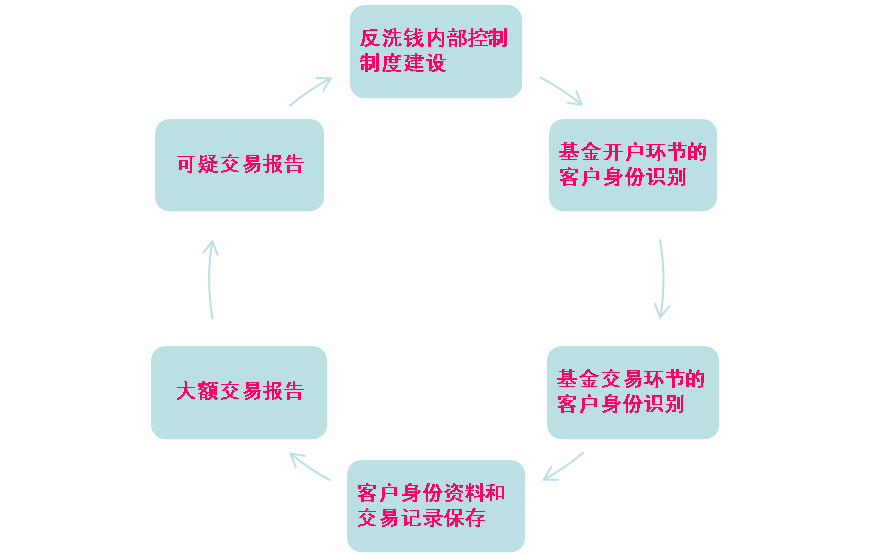 反洗钱内部控制
制度建设
基金开户环节的
客户身份识别
基金交易环节的
客户身份识别
客户身份资料和
交易记录保存
大额交易报告
可疑交易报告